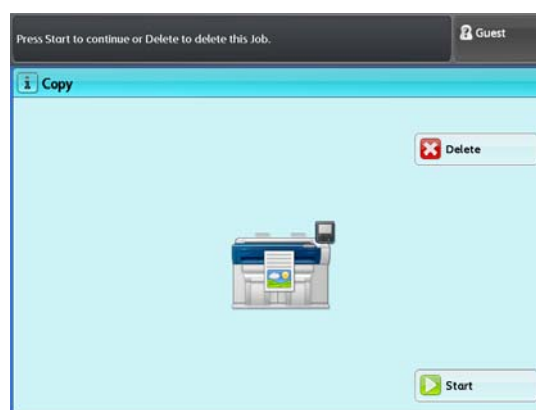 Press Start to continue or Delete to delete this Job.
Guest
i Copy
Delete
Start